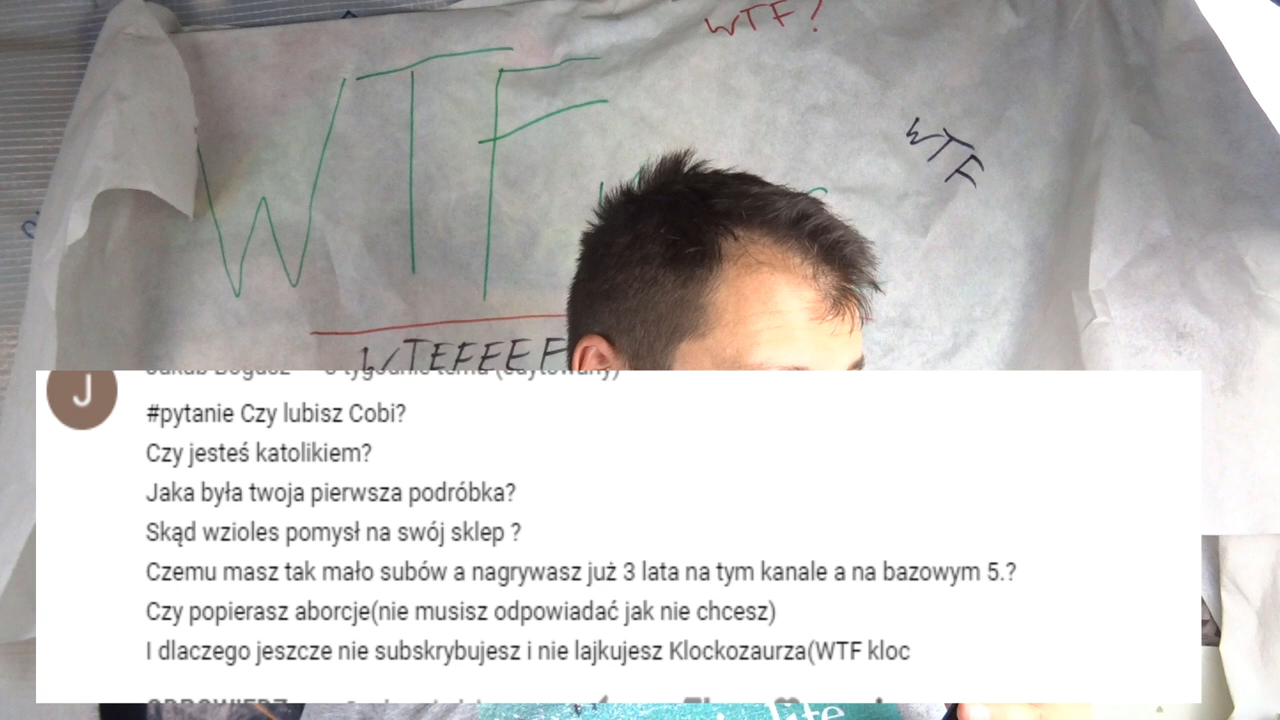 WTF?
WTF
WTF
WTFFFFF
J
#pytanie Czy lubisz Cobi?
Czy jesteś katolikiem?
Jaka była twoja pierwsza podróbka?
Skąd wzioles pomysł na swój sklep ?
Czemu masz tak mało subów a nagrywasz już 3 lata na tym kanale a na bazowym 5.?
Czy popierasz aborcje(nie musisz odpowiadać jak nie chcesz)
I dlaczego jeszcze nie subskrybujesz i nie lajkujesz Klockozaurza(WTF kloc
life